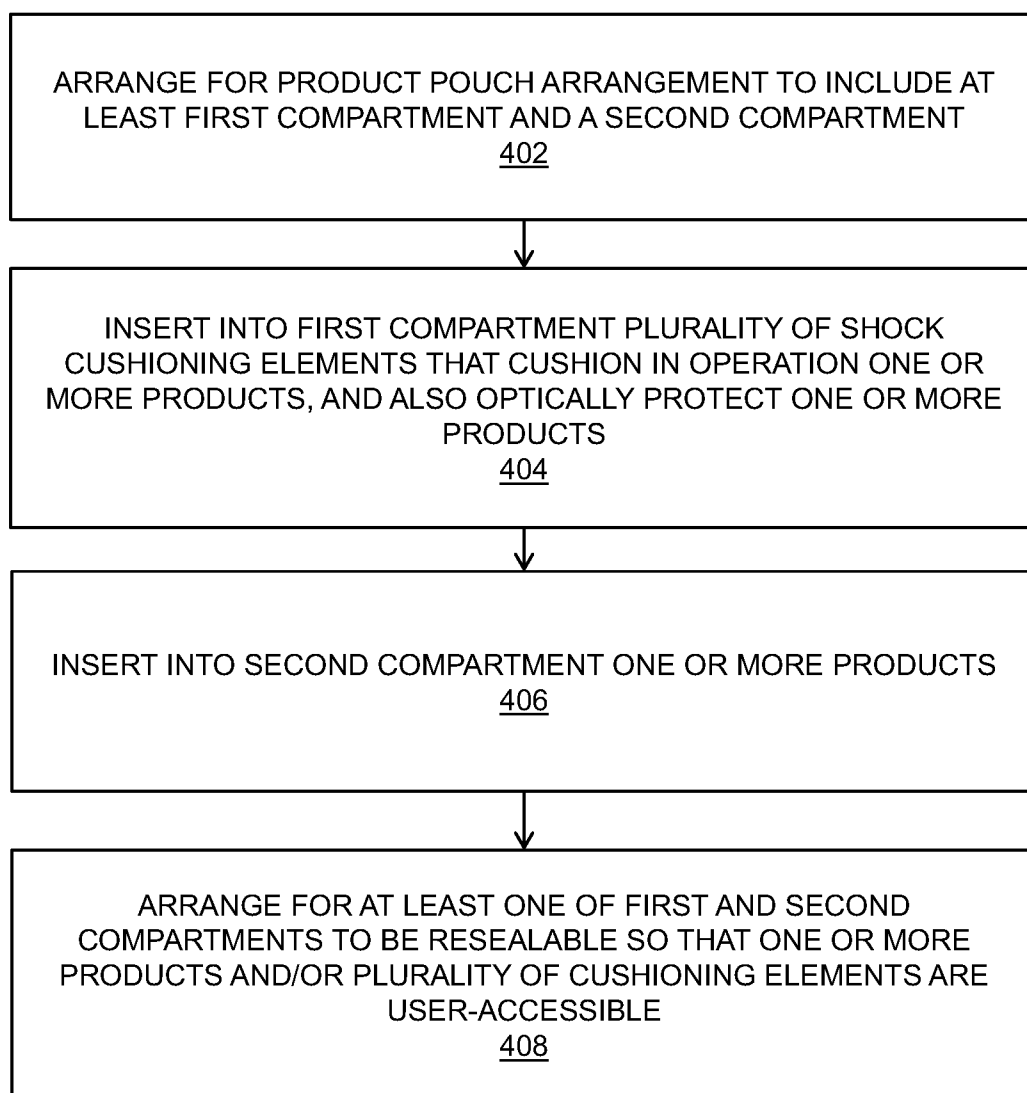 ARRANGE FOR PRODUCT POUCH ARRANGEMENT TO INCLUDE AT
LEAST FIRST COMPARTMENT AND A SECOND COMPARTMENT
402
INSERT INTO FIRST COMPARTMENT PLURALITY OF SHOCK
CUSHIONING ELEMENTS THAT CUSHION IN OPERATION ONE OR
MORE PRODUCTS, AND ALSO OPTICALLY PROTECT ONE OR MORE
PRODUCTS
404
INSERT INTO SECOND COMPARTMENT ONE OR MORE PRODUCTS
406
ARRANGE FOR AT LEAST ONE OF FIRST AND SECOND
COMPARTMENTS TO BE RESEALABLE SO THAT ONE OR MORE
PRODUCTS AND/OR PLURALITY OF CUSHIONING ELEMENTS ARE
USER-ACCESSIBLE
408